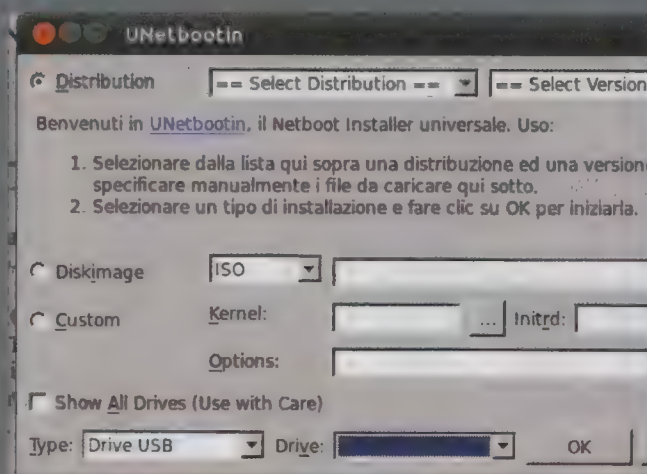 UNetbootin
Distribution == Select Distribution == == Select Version
Benvenuti in UNetbootin, il Netboot Installer universale. Uso:
1. Selezionare dalla lista qui sopra una distribuzione ed una version
specificare manualmente i file da caricare qui sotto.
2. Selezionare un tipo di installazione e fare clic su OK per iniziarla.
Diskimage ISO
Custom Kernel: ... Initrd:
Options:
Show All Drives (Use with Care)
Type: Drive USB Drive: OK